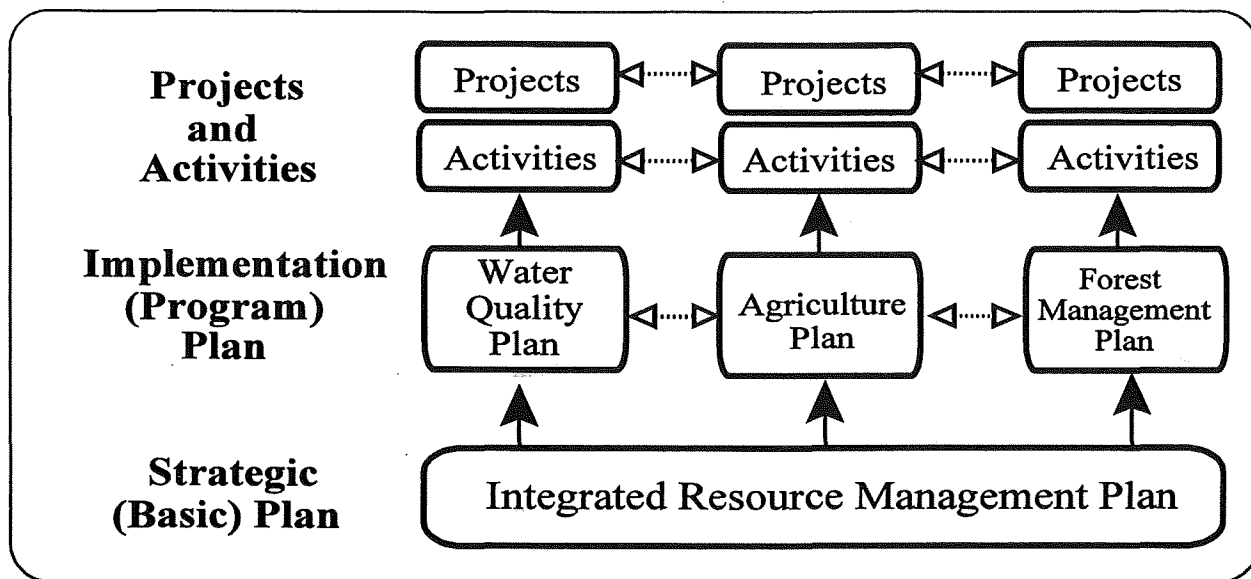 Projects
and
Activities
Projects
Projects
Projects
Activities
Activities
Activities
Implementation
(Program)
Plan
Water
Quality
Plan
Agriculture
Plan
Forest
Management
Plan
Strategic
(Basic) Plan
Integrated Resource Management Plan